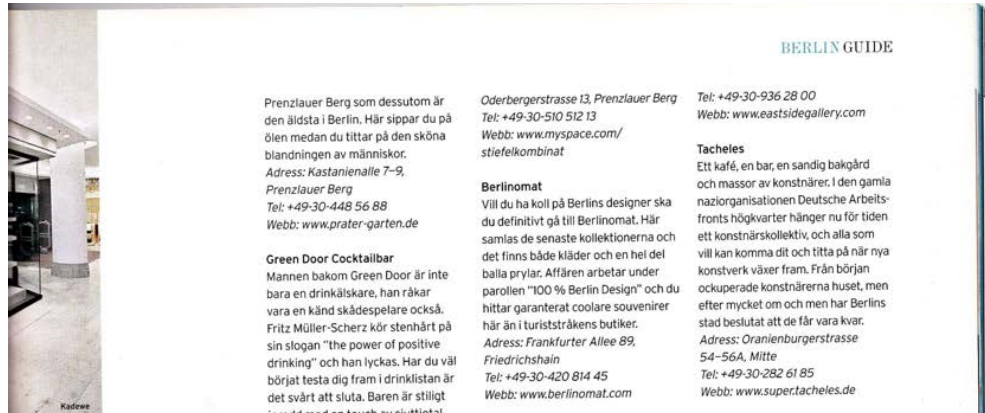 BERLIN GUIDE
Prenzlauer Berg som dessutom är
den äldsta i Berlin. Här sippar du på
ölen medan du tittar på den sköna
blandningen av människor.
Adress: Kastanienalle 7–9,
Prenzlauer Berg
Tel: +49-30-448 56 88
Webb: www.prater-garten.de
Green Door Cocktailbar
Mannen bakom Green Door är inte
bara en drinkälskare, han råkar
vara en känd skådespelare också.
Fritz Müller-Scherz kör stenhårt på
sin slogan "the power of positive
drinking" och han lyckas. Har du väl
börjat testa dig fram i drinklistan är
det svårt att sluta. Baren är stiligt
Oderbergerstrasse 13, Prenzlauer Berg
Tel: +49-30-510 512 13
Webb: www.myspace.com/
stiefelkombinat
Berlinomat
Vill du ha koll på Berlins designer ska
du definitivt gå till Berlinomat. Här
samlas de senaste kollektionerna och
det finns både kläder och en hel del
balla prylar. Affären arbetar under
parollen "100 % Berlin Design" och du
hittar garanterat coolare souvenirer
här än i turiststråkens butiker.
Adress: Frankfurter Allee 89,
Friedrichshain
Tel: +49-30-420 814 45
Webb: www.berlinomat.com
Tel: +49-30-936 28 00
Webb: www.eastsidegallery.com
Tacheles
Ett kafé, en bar, en sandig bakgård
och massor av konstnärer. I den gamla
naziorganisationen Deutsche Arbeits-
fronts högkvarter hänger nu för tiden
ett konstnärskollektiv, och alla som
vill kan komma dit och titta på när nya
konstverk växer fram. Från början
ockuperade konstnärerna huset, men
efter mycket om och men har Berlins
stad beslutat att de får vara kvar.
Adress: Oranienburgerstrasse
54–56A, Mitte
Tel: +49-30-282 61 85
Webb: www.super.tacheles.de
Kadewe